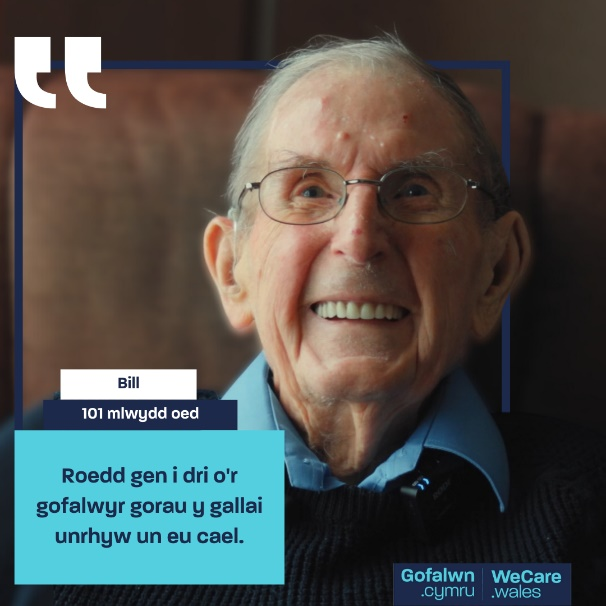 Bill
101 mlwydd oed
Roedd gen i dri o'r
gofalwyr gorau y gallai
unrhyw un eu cael.
Gofalwn
.cymru
WeCare
.wales